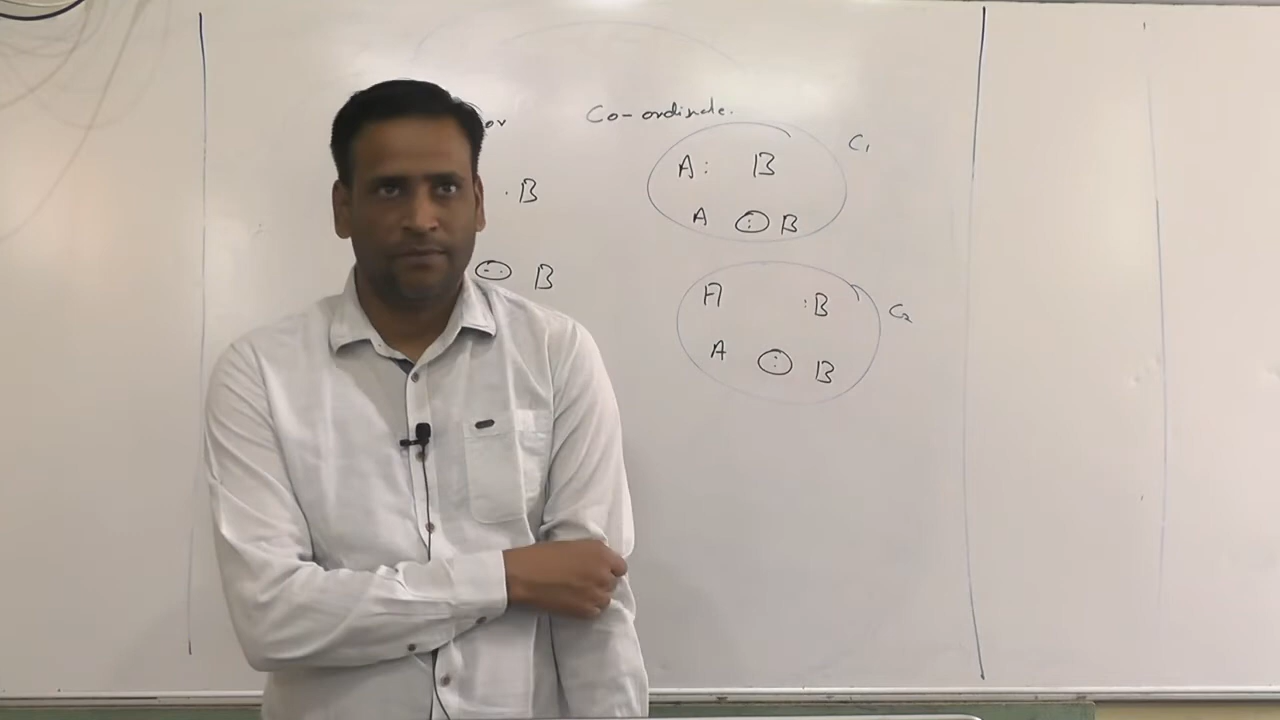 or Co-ordinate.
A: B C1
· B
A : B
·· B
A :B C2
A : B